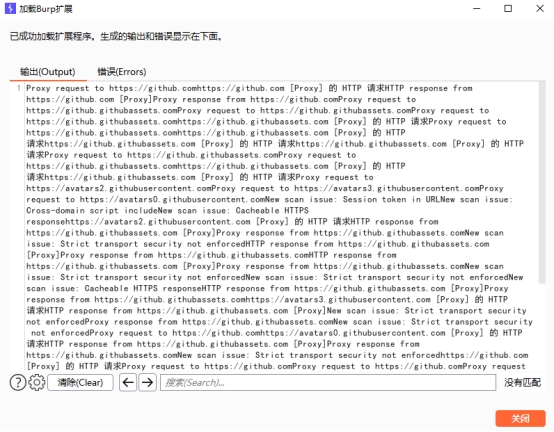 加载Burp扩展
已成功加载扩展程序。生成的输出和错误显示在下面。
输出(Output) 错误(Errors)
1 Proxy request to https://github.comhttps://github.com [Proxy] 的 HTTP 请求HTTP response from
https://github.com [Proxy]Proxy response from https://github.comProxy request to
https://github.githubassets.comProxy request to https://github.githubassets.comProxy request to
https://github.githubassets.comhttps://github.githubassets.com [Proxy] 的 HTTP 请求Proxy request to
https://github.githubassets.comhttps://github.githubassets.com [Proxy] 的 HTTP
请求https://github.githubassets.com [Proxy] 的 HTTP 请求https://github.githubassets.com [Proxy] 的 HTTP
请求Proxy request to https://github.githubassets.comProxy request to
https://github.githubassets.comhttps://github.githubassets.com [Proxy] 的 HTTP
请求https://github.githubassets.com [Proxy] 的 HTTP 请求Proxy request to
https://avatars2.githubusercontent.comProxy request to https://avatars3.githubusercontent.comProxy
request to https://avatars0.githubusercontent.comNew scan issue: Session token in URLNew scan issue:
Cross-domain script includeNew scan issue: Cacheable HTTPS
responsehttps://avatars2.githubusercontent.com [Proxy] 的 HTTP 请求HTTP response from
https://github.githubassets.com [Proxy]Proxy response from https://github.githubassets.comNew scan
issue: Strict transport security not enforcedHTTP response from https://github.githubassets.com
[Proxy]Proxy response from https://github.githubassets.comHTTP response from
https://github.githubassets.com [Proxy]Proxy response from https://github.githubassets.comNew scan
issue: Strict transport security not enforcedNew scan issue: Strict transport security not enforcedNew
scan issue: Cacheable HTTPS responseHTTP response from https://github.githubassets.com [Proxy]Proxy
response from https://github.githubassets.comhttps://avatars3.githubusercontent.com [Proxy] 的 HTTP
请求HTTP response from https://github.githubassets.com [Proxy]New scan issue: Strict transport security
not enforcedProxy response from https://github.githubassets.comNew scan issue: Strict transport security
not enforcedProxy request to https://github.comhttps://avatars0.githubusercontent.com [Proxy] 的 HTTP
请求HTTP response from https://github.githubassets.com [Proxy]Proxy response from
https://github.githubassets.comNew scan issue: Strict transport security not enforcedhttps://github.com
[Proxy] 的 HTTP 请求Proxy request to https://github.comProxy request to https://github.comProxy request
清除(Clear) 搜索(Search)... 没有匹配
关闭